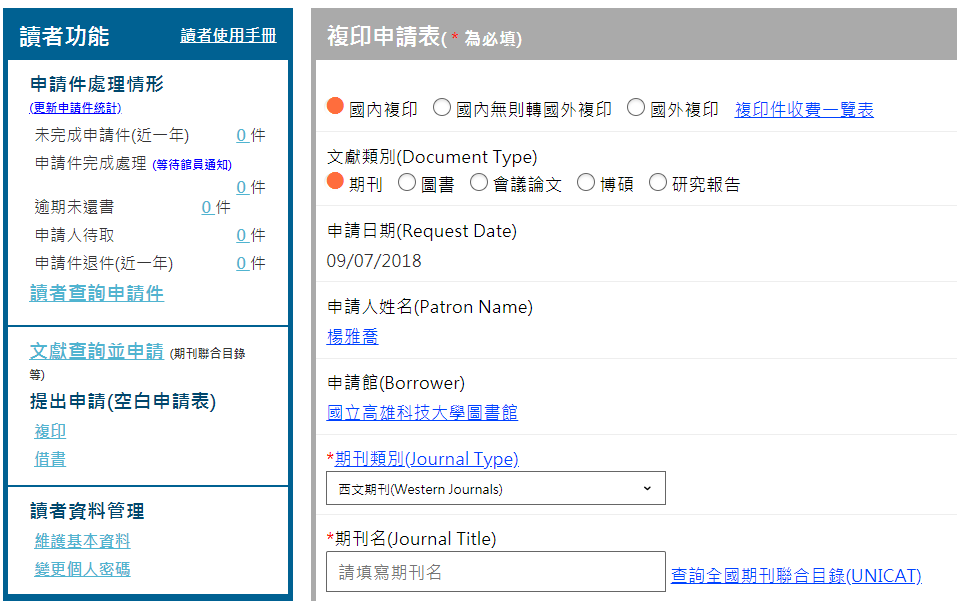 讀者功能 讀者使用手冊
申請件處理情形
(更新申請件統計)
未完成申請件(近一年) 0 件
申請件完成處理 (等待館員通知)
0 件
逾期未還書 0 件
申請人待取 0 件
申請件退件(近一年) 0 件
讀者查詢申請件
文獻查詢並申請 (期刊聯合目錄
等)
提出申請(空白申請表)
複印
借書
讀者資料管理
維護基本資料
變更個人密碼
複印申請表( * 為必填)
國內複印 國內無則轉國外複印 國外複印 複印件收費一覽表
文獻類別(Document Type)
期刊 圖書 會議論文 博碩 研究報告
申請日期(Request Date)
09/07/2018
申請人姓名(Patron Name)
楊雅喬
申請館(Borrower)
國立高雄科技大學圖書館
*期刊類別(Journal Type)
西文期刊(Western Journals)
*期刊名(Journal Title)
請填寫期刊名 查詢全國期刊聯合目錄(UNICAT)